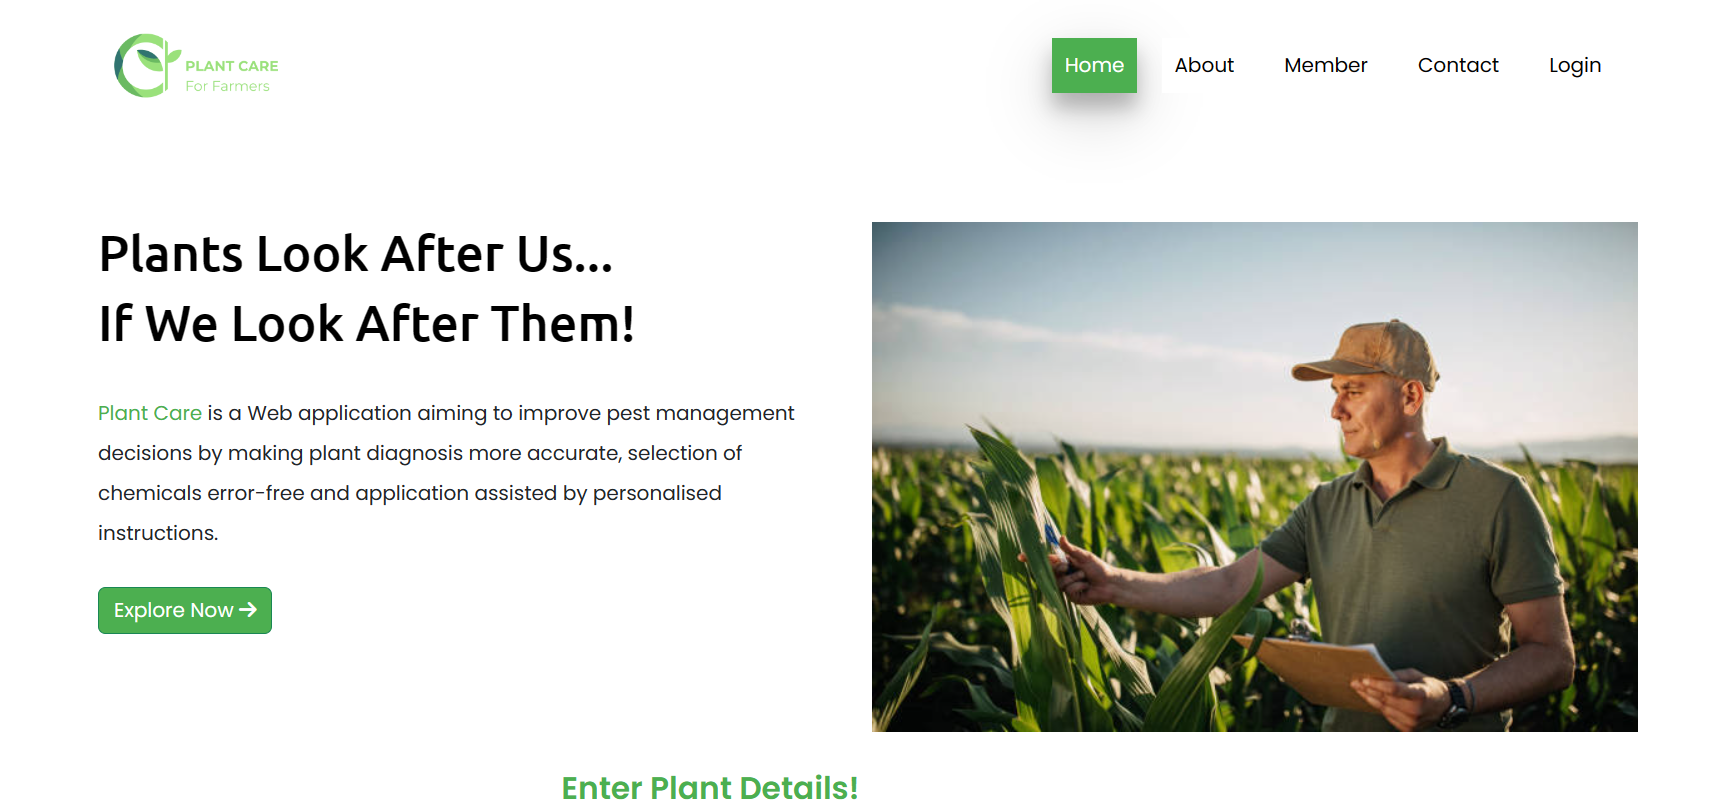 PLANT CARE
For Farmers
Home
About
Member
Contact
Login
Plants Look After Us...
If We Look After Them!
Plant Care is a Web application aiming to improve pest management
decisions by making plant diagnosis more accurate, selection of
chemicals error-free and application assisted by personalised
instructions.
Explore Now →
Enter Plant Details!